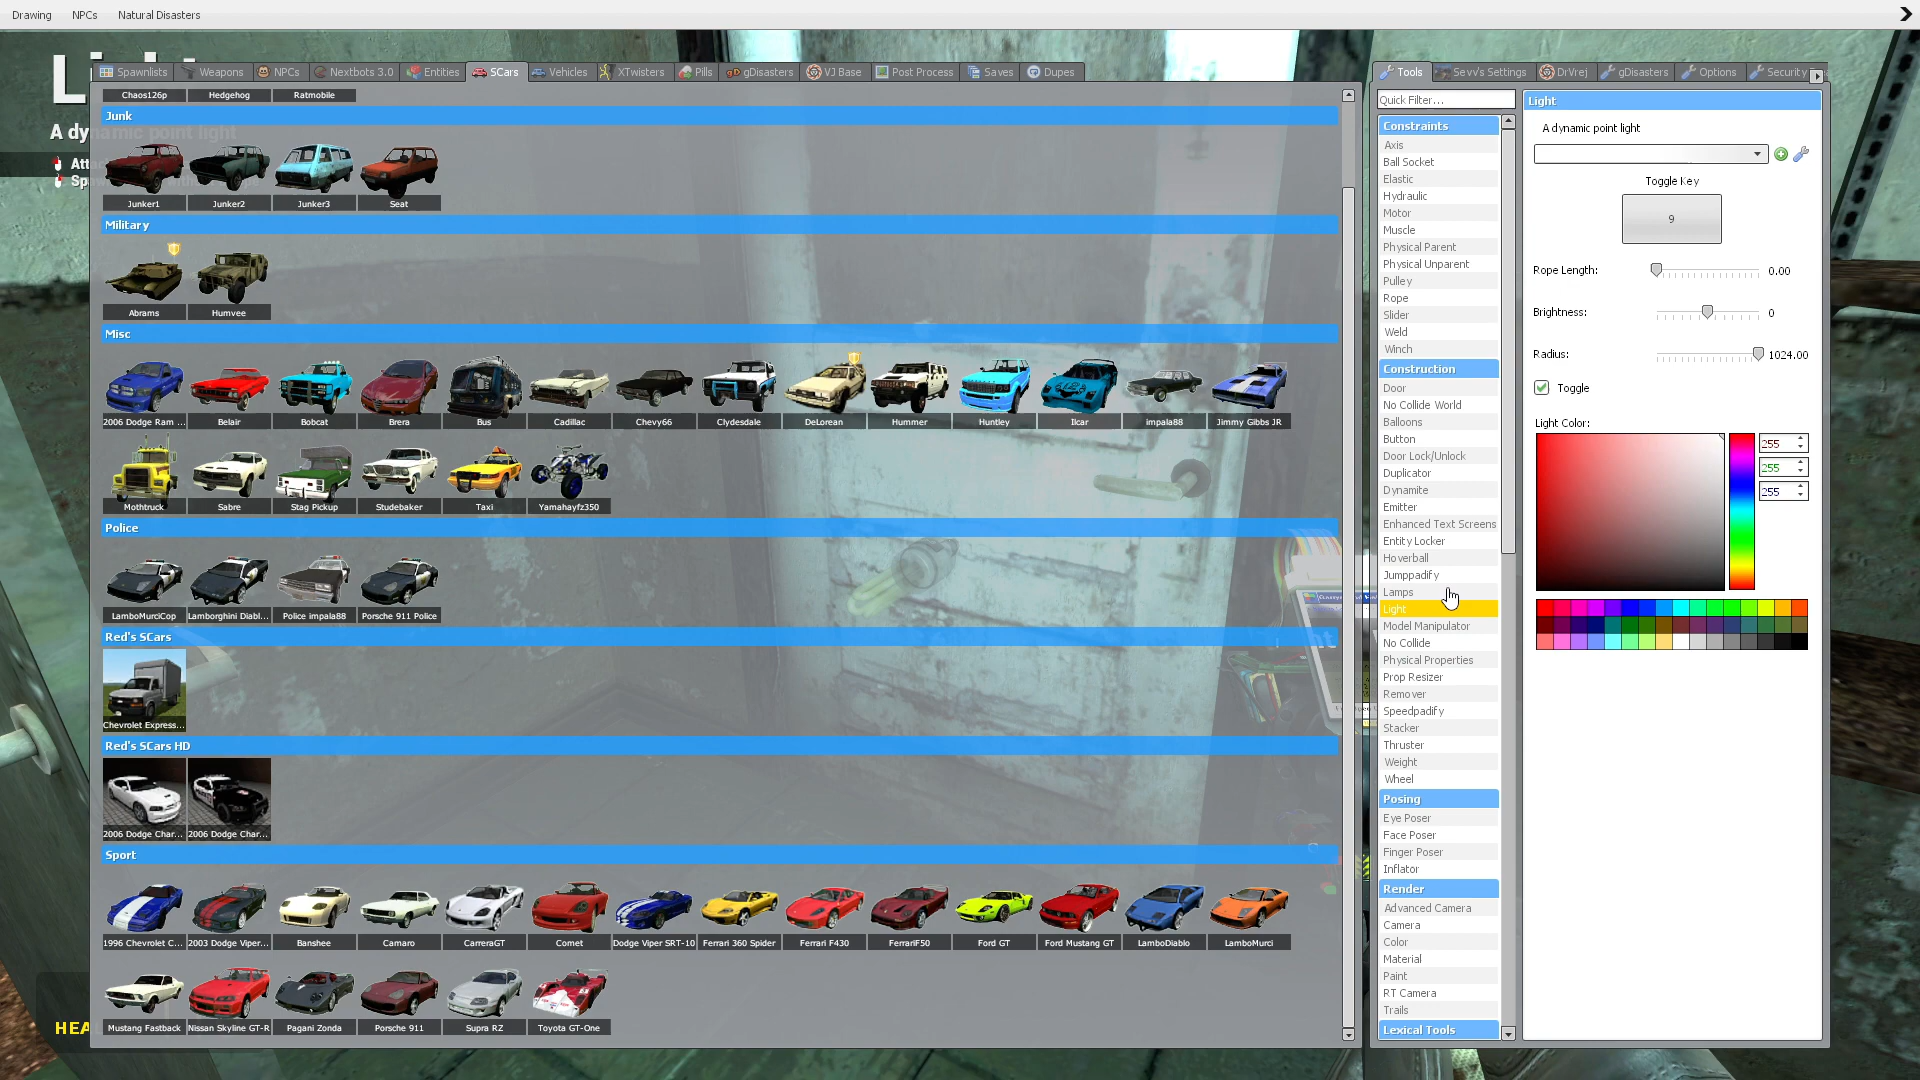 Drawing NPCs Natural Disasters
Spawnlists Weapons NPCs Nextbots 3.0 Entities SCars Vehicles XTwisters Pills gDisasters VJ Base Post Process Saves Dupes
Chaos126p Hedgehog Ratmobile
Junk
Junker1 Junker2 Junker3 Seat
Military
Abrams Humvee
Misc
2006 Dodge Ram ... Belair Bobcat Brera Bus Cadillac Chevy66 Clydesdale DeLorean Hummer Huntley Ilcar impala88 Jimmy Gibbs JR
Mothtruck Sabre Stag Pickup Studebaker Taxi Yamahayfz350
Police
LamboMurciCop Lamborghini Diabl... Police impala88 Porsche 911 Police
Red's SCars
Chevrolet Express...
Red's SCars HD
2006 Dodge Char... 2006 Dodge Char...
Sport
1996 Chevrolet C... 2003 Dodge Viper... Banshee Camaro CarreraGT Comet Dodge Viper SRT-10 Ferrari 360 Spider Ferrari F430 FerrariF50 Ford GT Ford Mustang GT LamboDiablo LamboMurci
Mustang Fastback Nissan Skyline GT-R Pagani Zonda Porsche 911 Supra RZ Toyota GT-One
A dynamic point light
HEA
Tools Sevv's Settings DrVrej gDisasters Options Security
Quick Filter...
Constraints
Axis
Ball Socket
Elastic
Hydraulic
Motor
Muscle
Physical Parent
Physical Unparent
Pulley
Rope
Slider
Weld
Winch
Construction
Door
No Collide World
Balloons
Button
Door Lock/Unlock
Duplicator
Dynamite
Emitter
Enhanced Text Screens
Entity Locker
Hoverball
Jumppadify
Lamps
Light
Model Manipulator
No Collide
Physical Properties
Prop Resizer
Remover
Speedpadify
Stacker
Thruster
Weight
Wheel
Posing
Eye Poser
Face Poser
Finger Poser
Inflator
Render
Advanced Camera
Camera
Color
Material
Paint
RT Camera
Trails
Lexical Tools
Light
A dynamic point light
Toggle Key
9
Rope Length: 0.00
Brightness: 0
Radius: 1024.00
Toggle
Light Color:
255
255
255